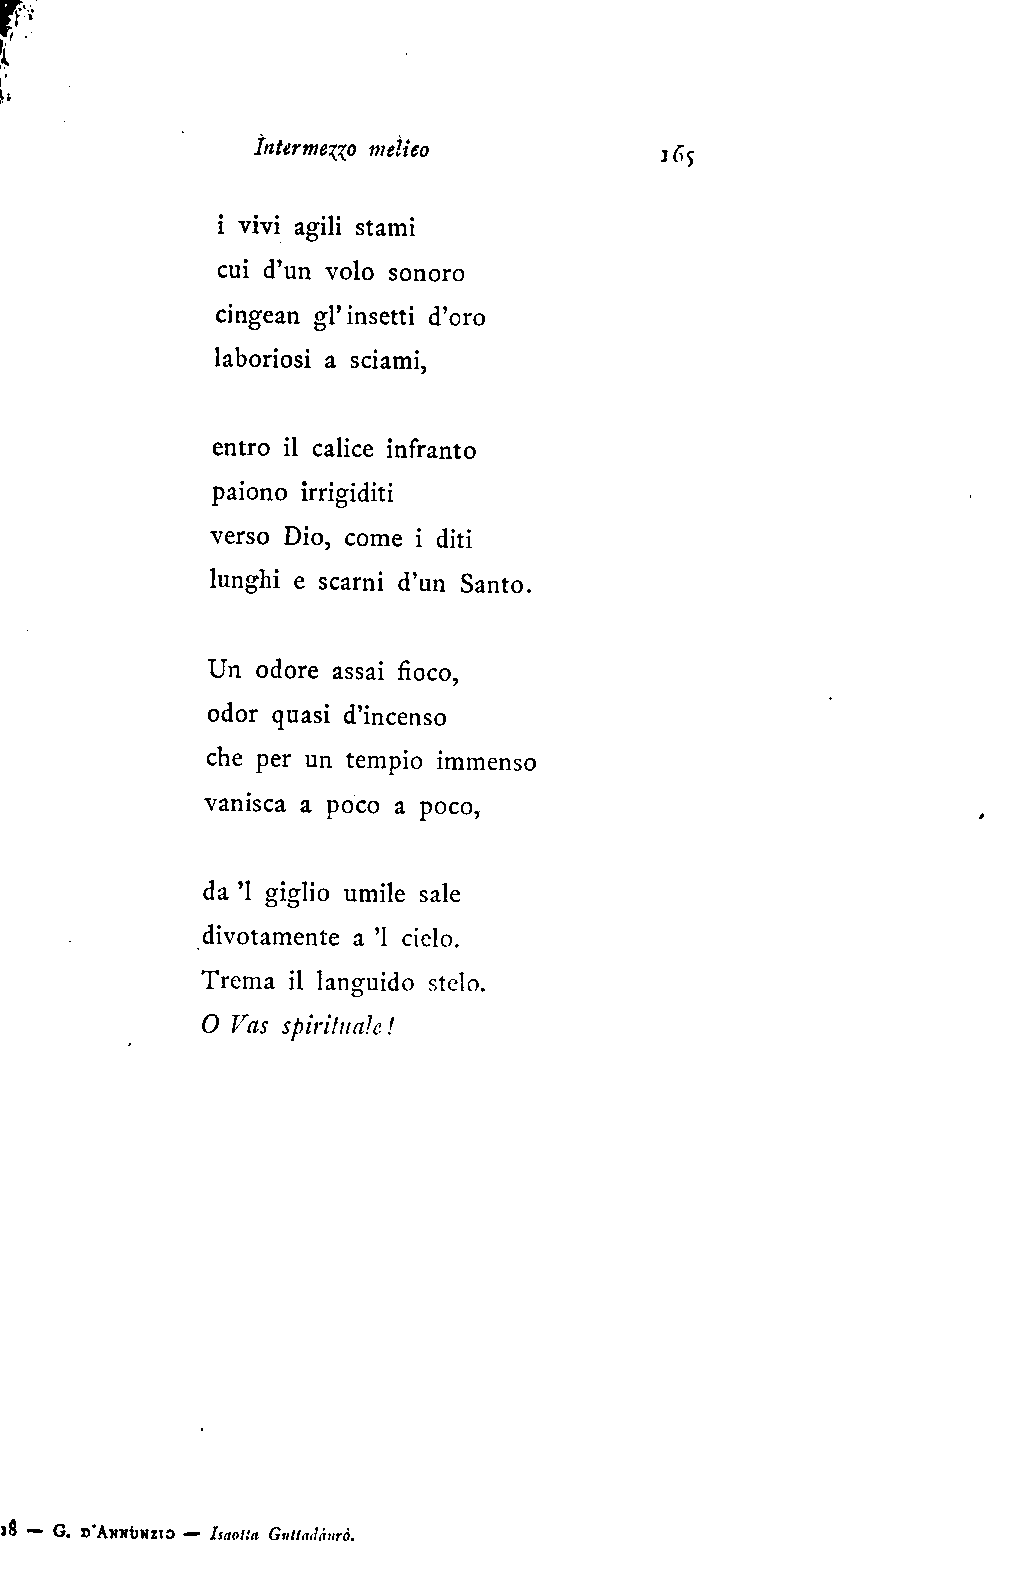 Intermezzo melico 165
i vivi agili stami
cui d'un volo sonoro
cingean gl'insetti d'oro
laboriosi a sciami,
entro il calice infranto
paiono irrigiditi
verso Dio, come i diti
lunghi e scarni d'un Santo.
Un odore assai fioco,
odor quasi d'incenso
che per un tempio immenso
vanisca a poco a poco,
da 'l giglio umile sale
divotamente a 'l cielo.
Trema il languido stelo.
O Vas spirituale!
18 — G. D'ANNUNZIO — Isaotta Guttadàuro.